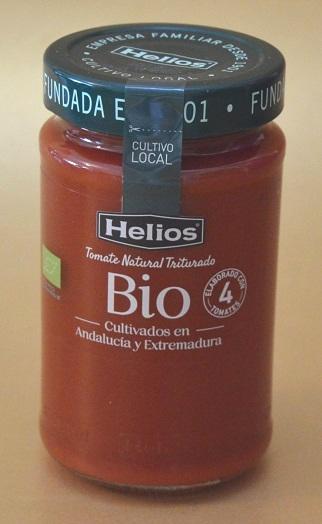 EMPRESA FAMILIAR DESDE 1901
Helios
• CULTIVO LOCAL •
FUNDADA E 01 • FUND
CULTIVO
LOCAL
Helios
Tomate Natural Triturado
Bio
ELABORADO CON
4
TOMATES
Cultivados en
Andalucía y Extremadura